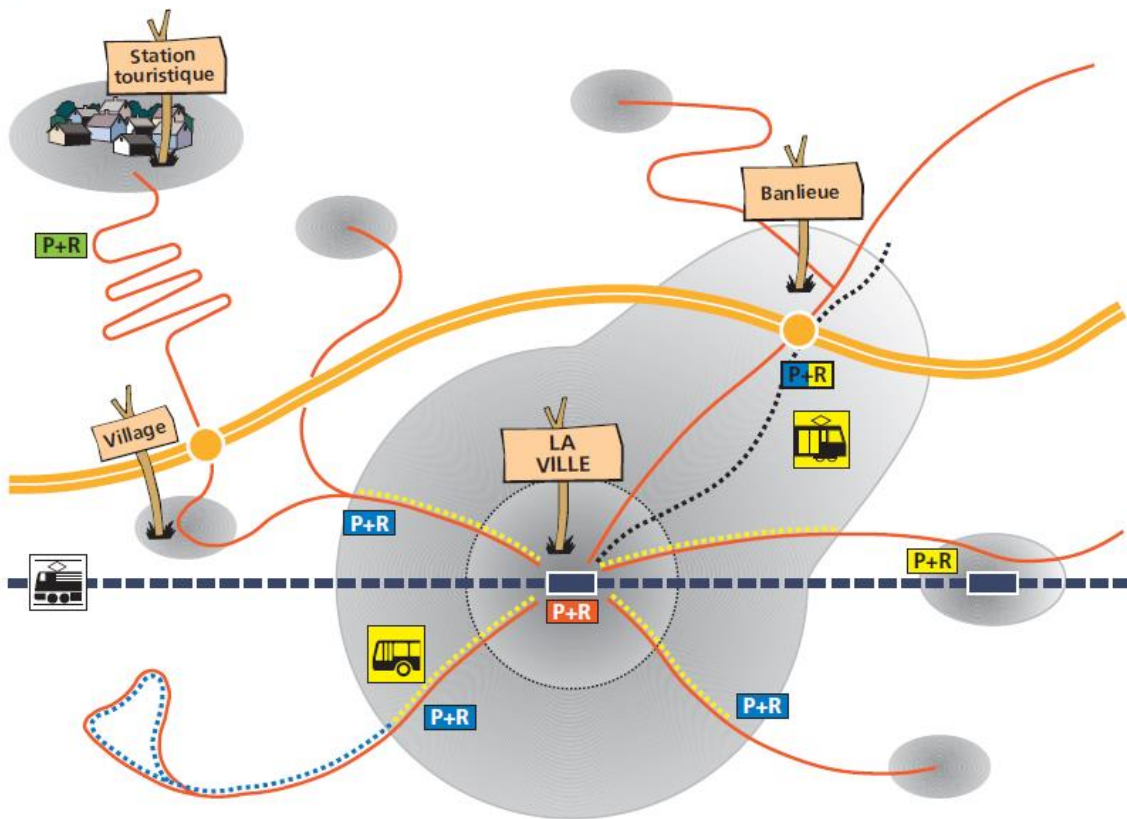 Station
touristique
Banlieue
P+R
P+R
Village
LA
VILLE
P+R
P+R
P+R
P+R
P+R